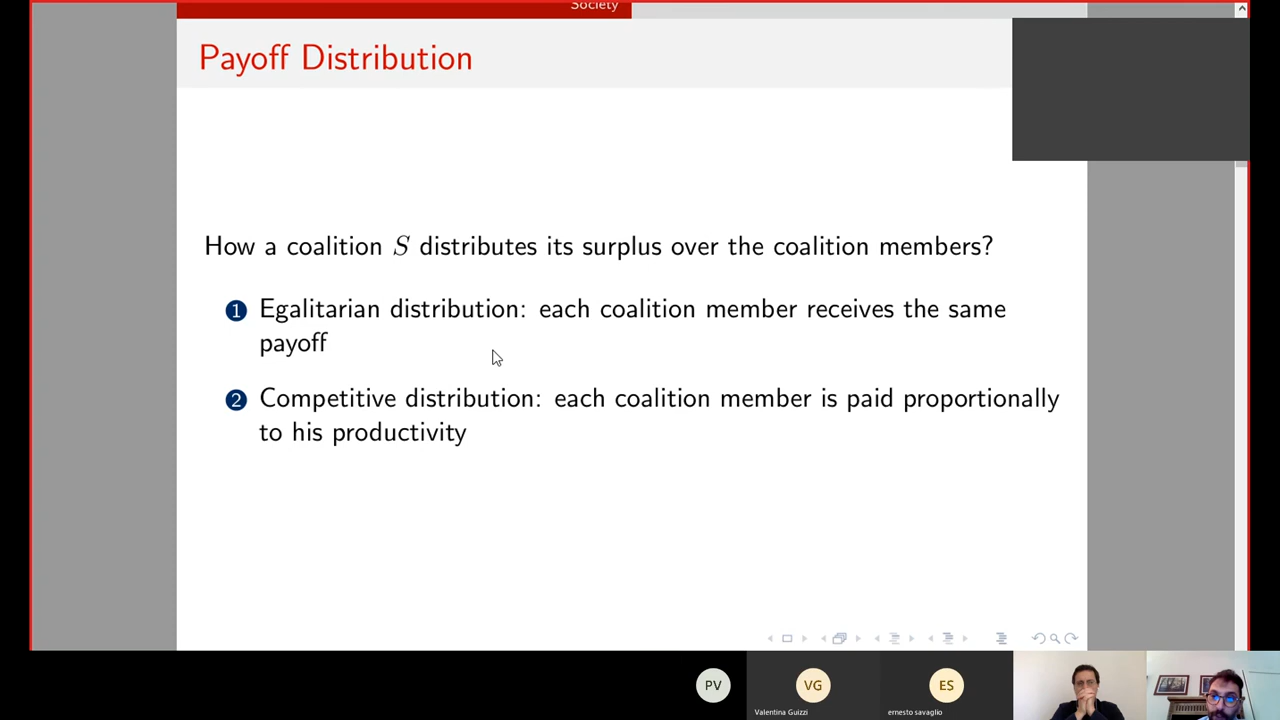 Society
Payoff Distribution
How a coalition S distributes its surplus over the coalition members?
1 Egalitarian distribution: each coalition member receives the same
payoff
2 Competitive distribution: each coalition member is paid proportionally
to his productivity
PV
VG
ES
Valentina Guizzi
ernesto savaglio